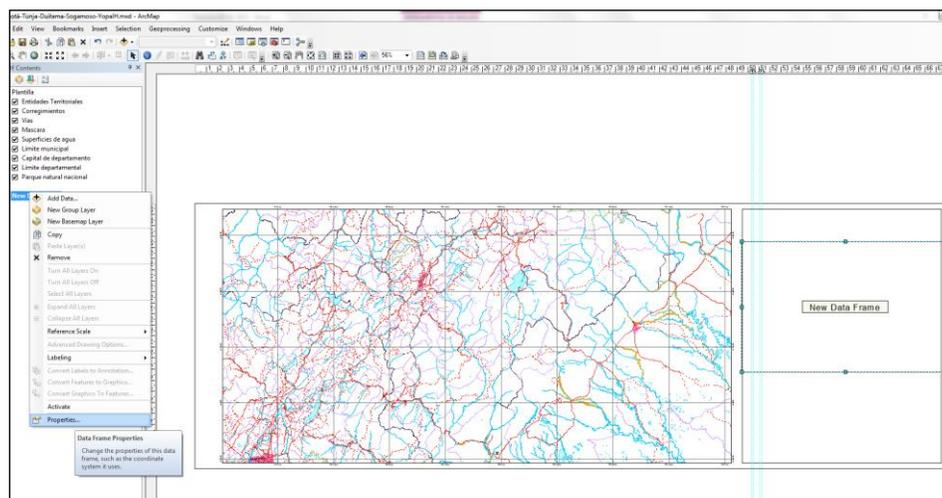 otá-Tunja-Duitama-Sogamoso-YopalH.mxd - ArcMap
Edit View Bookmarks Insert Selection Geoprocessing Customize Windows Help
56%
Contents
Plantilla
Entidades Territoriales
Corregimientos
Vias
Mascara
Superficies de agua
Limite municipal
Capital de departamento
Limite departamental
Parque natural nacional
New D
Add Data...
New Group Layer
New Basemap Layer
Copy
Paste Layer(s)
Remove
Turn All Layers On
Turn All Layers Off
Select All Layers
Expand All Layers
Collapse All Layers
Reference Scale
Advanced Drawing Options...
Labeling
Convert Labels to Annotation...
Convert Features to Graphics...
Convert Graphics To Features...
Activate
Properties...
Data Frame Properties
Change the properties of this data
frame, such as the coordinate
system it uses.
New Data Frame